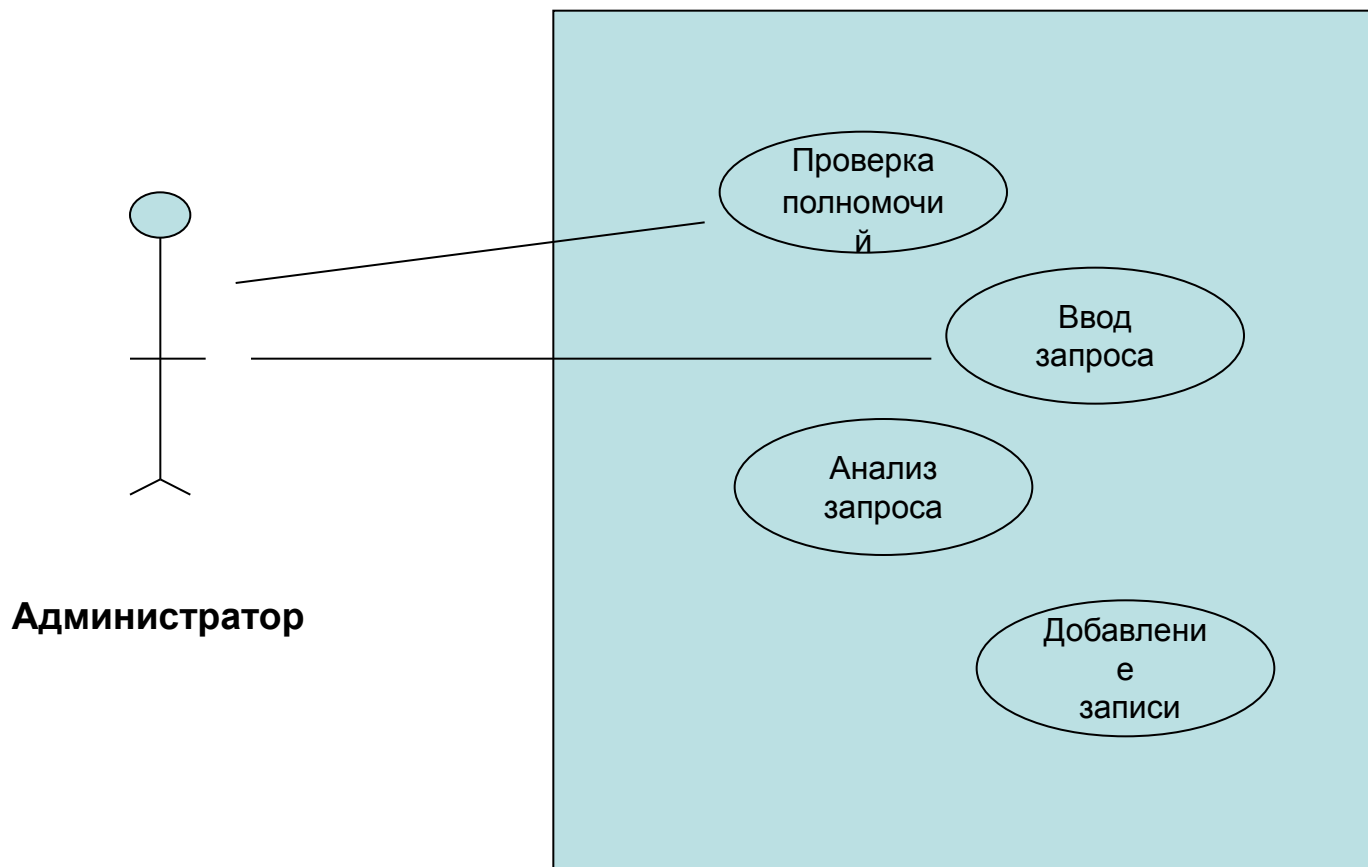 Проверка
полномочи
й
Ввод
запроса
Анализ
запроса
Администратор
Добавлени
е
записи